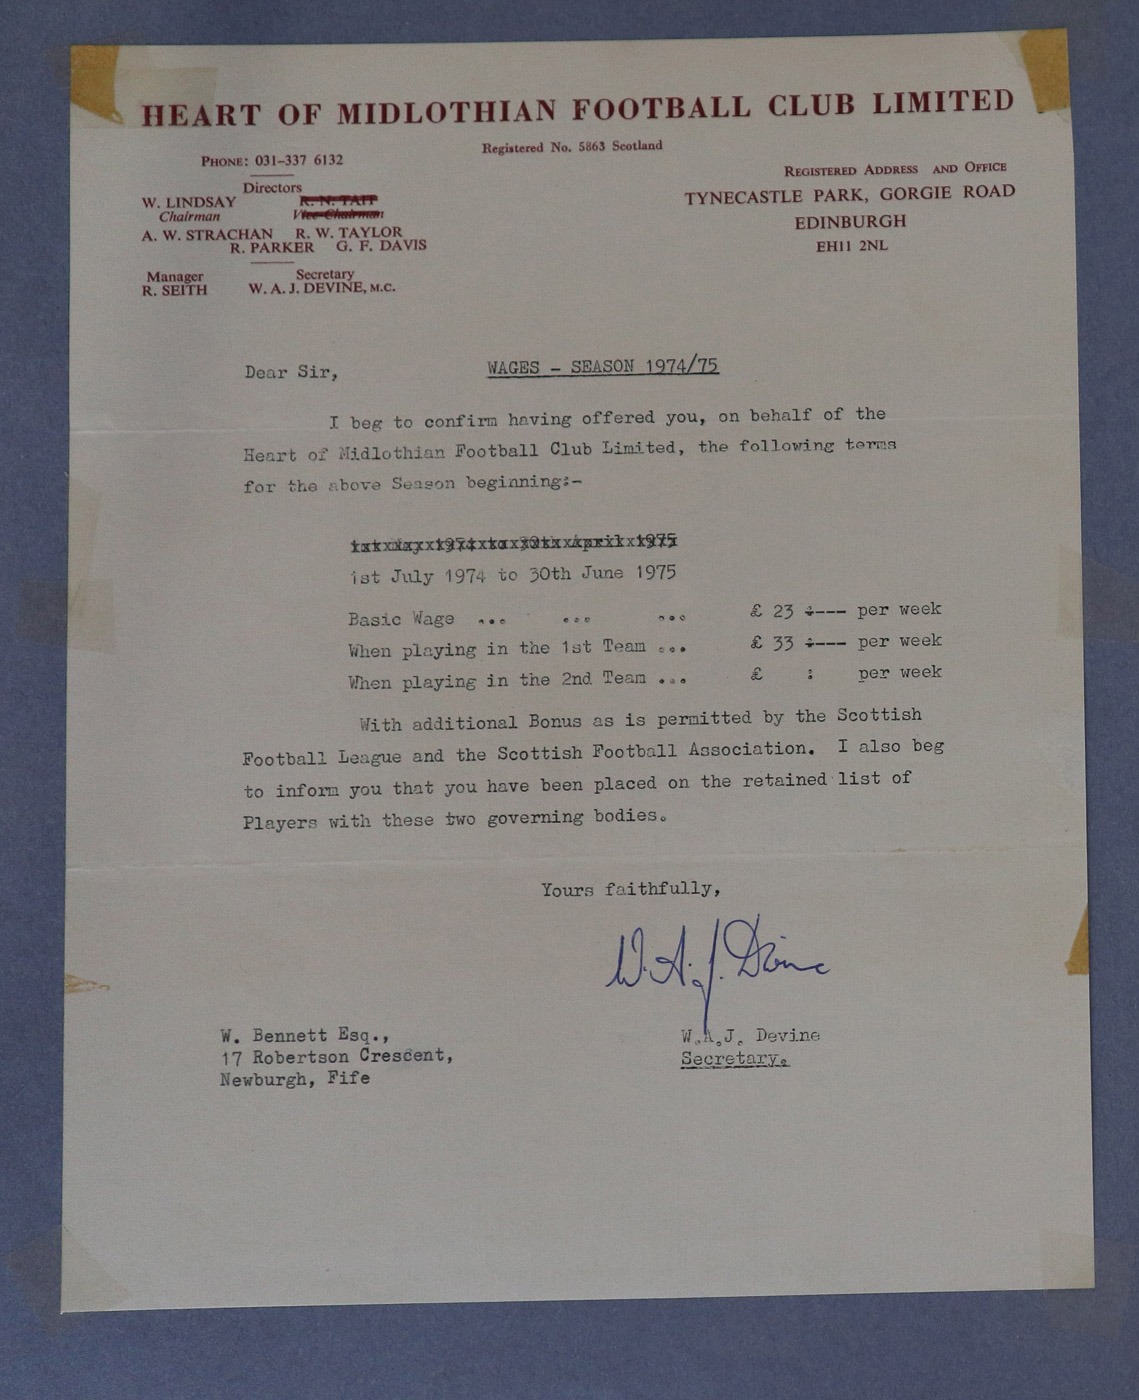 HEART OF MIDLOTHIAN FOOTBALL CLUB LIMITED
Registered No. 5863 Scotland
PHONE: 031-337 6132
Directors
W. LINDSAY R. N. TAIT
Chairman Vice-Chairman
A. W. STRACHAN R. W. TAYLOR
R. PARKER G. F. DAVIS
Manager Secretary
R. SEITH W. A. J. DEVINE, M.C.
REGISTERED ADDRESS AND OFFICE
TYNECASTLE PARK, GORGIE ROAD
EDINBURGH
EH11 2NL
Dear Sir, WAGES - SEASON 1974/75
I beg to confirm having offered you, on behalf of the
Heart of Midlothian Football Club Limited, the following terms
for the above Season beginning:-
1st May 1974 to 30th April 1975
1st July 1974 to 30th June 1975
Basic Wage ... ... ... £ 23 :--- per week
When playing in the 1st Team ... £ 33 :--- per week
When playing in the 2nd Team ... £ : per week
With additional Bonus as is permitted by the Scottish
Football League and the Scottish Football Association. I also beg
to inform you that you have been placed on the retained list of
Players with these two governing bodies.
Yours faithfully,
W. A. J. Devine
W.A.J. Devine
Secretary.
W. Bennett Esq.,
17 Robertson Crescent,
Newburgh, Fife